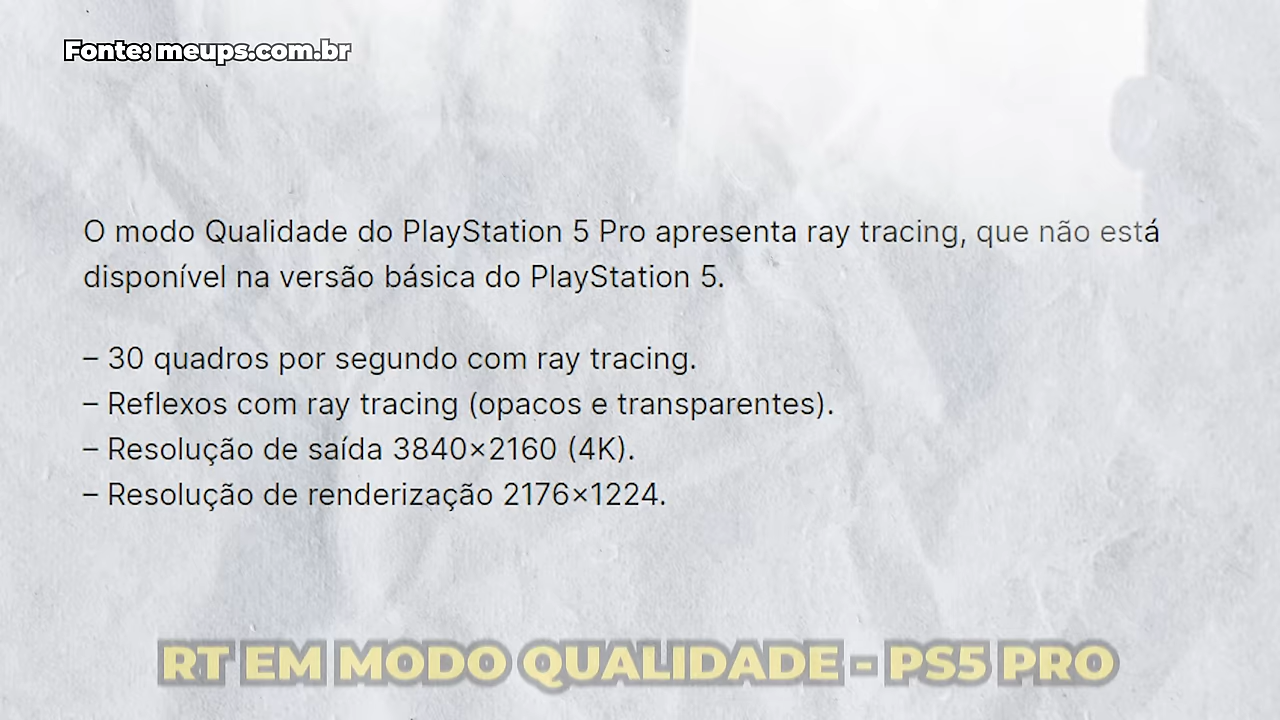 Fonte: meups.com.br
O modo Qualidade do PlayStation 5 Pro apresenta ray tracing, que não está
disponível na versão básica do PlayStation 5.
– 30 quadros por segundo com ray tracing.
– Reflexos com ray tracing (opacos e transparentes).
– Resolução de saída 3840×2160 (4K).
– Resolução de renderização 2176×1224.
RT EM MODO QUALIDADE - PS5 PRO